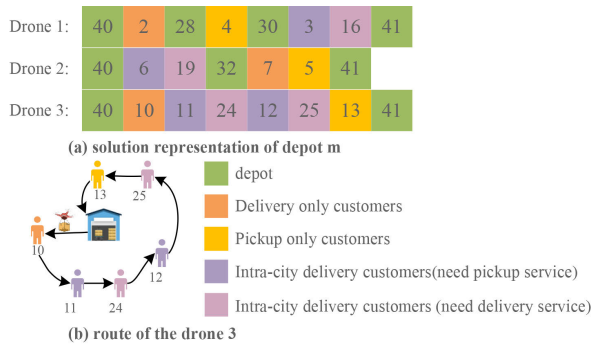 Drone 1: 40 2 28 4 30 3 16 41
Drone 2: 40 6 19 32 7 5 41
Drone 3: 40 10 11 24 12 25 13 41
(a) solution representation of depot m
13
25
10
12
11
24
depot
Delivery only customers
Pickup only customers
Intra-city delivery customers(need pickup service)
Intra-city delivery customers (need delivery service)
(b) route of the drone 3